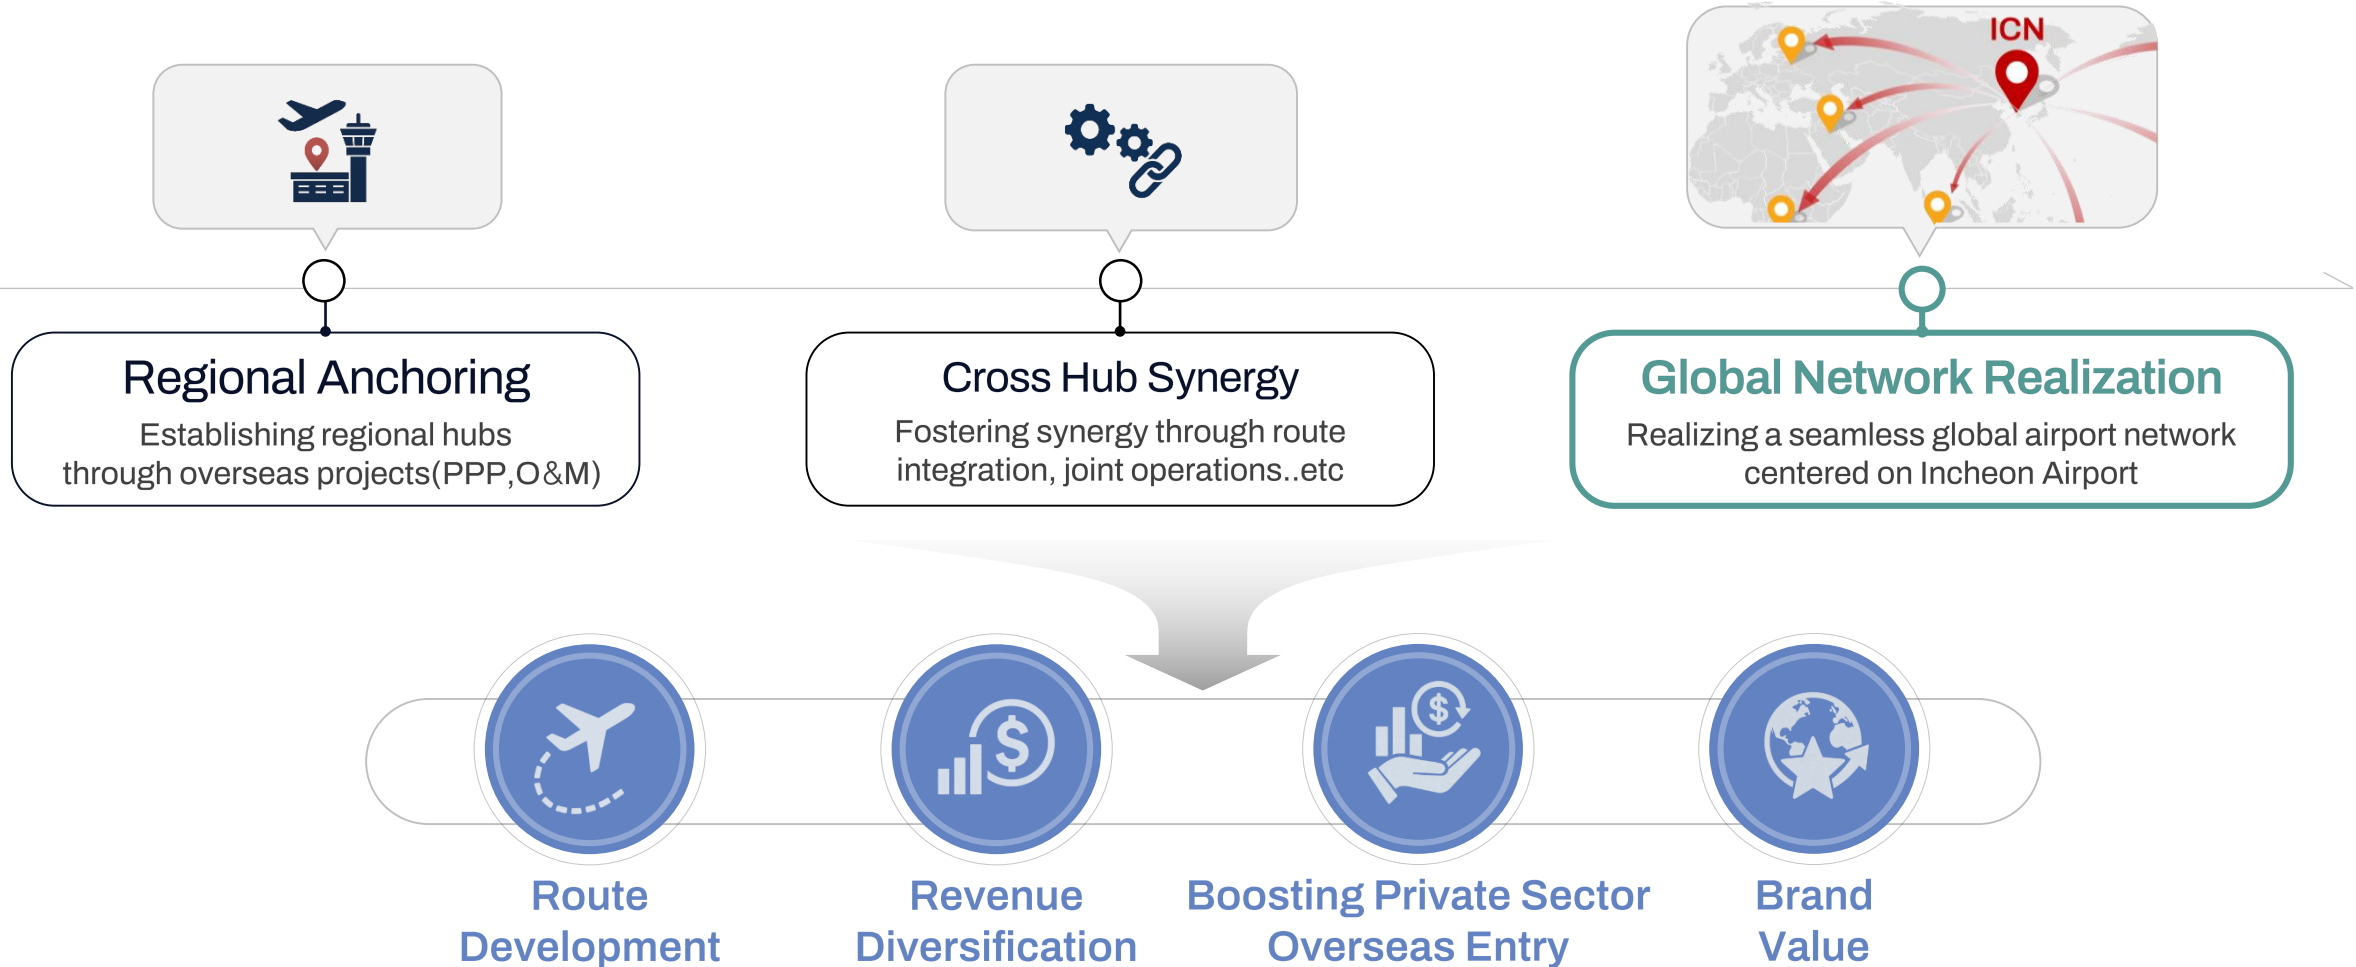 ICN
Regional Anchoring
Establishing regional hubs
through overseas projects(PPP,O&M)
Cross Hub Synergy
Fostering synergy through route
integration, joint operations..etc
Global Network Realization
Realizing a seamless global airport network
centered on Incheon Airport
Route
Development
Revenue
Diversification
Boosting Private Sector
Overseas Entry
Brand
Value